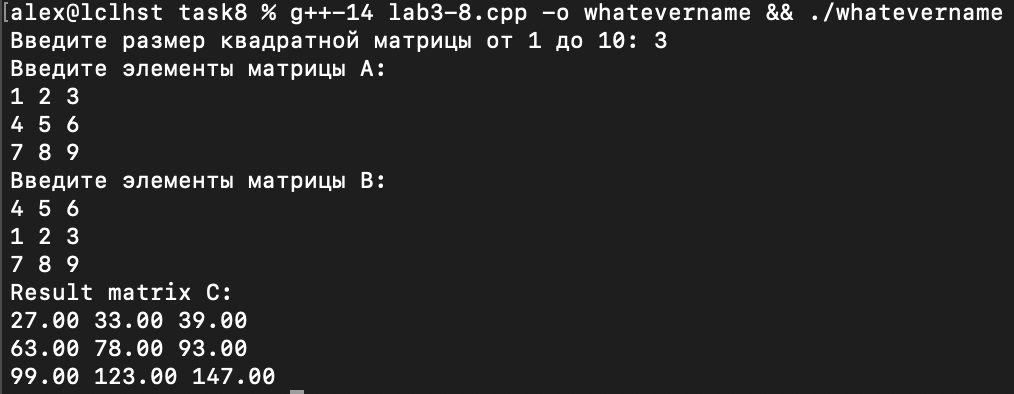 [alex@lclhst task8 % g++-14 lab3-8.cpp -o whatevername && ./whatevername
Введите размер квадратной матрицы от 1 до 10: 3
Введите элементы матрицы A:
1 2 3
4 5 6
7 8 9
Введите элементы матрицы B:
4 5 6
1 2 3
7 8 9
Result matrix C:
27.00 33.00 39.00
63.00 78.00 93.00
99.00 123.00 147.00